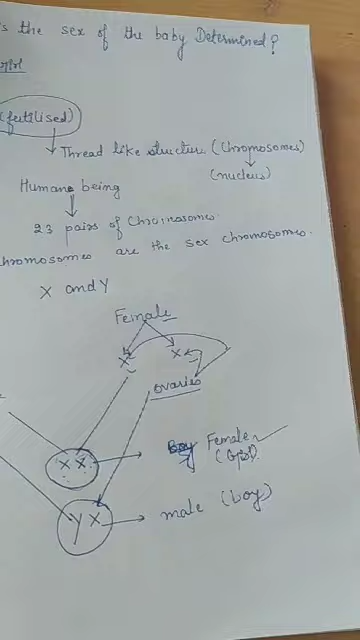 s the sex of the baby Determined?
girl
(fertilised)
Thread like structure (Chromosomes)
(nucleus)
Human being
23 pairs of Chromosomes.
chromosomes are the sex chromosomes.
X and Y
Female
X X
ovaries
XX Female
(Girl)
YX male (boy)